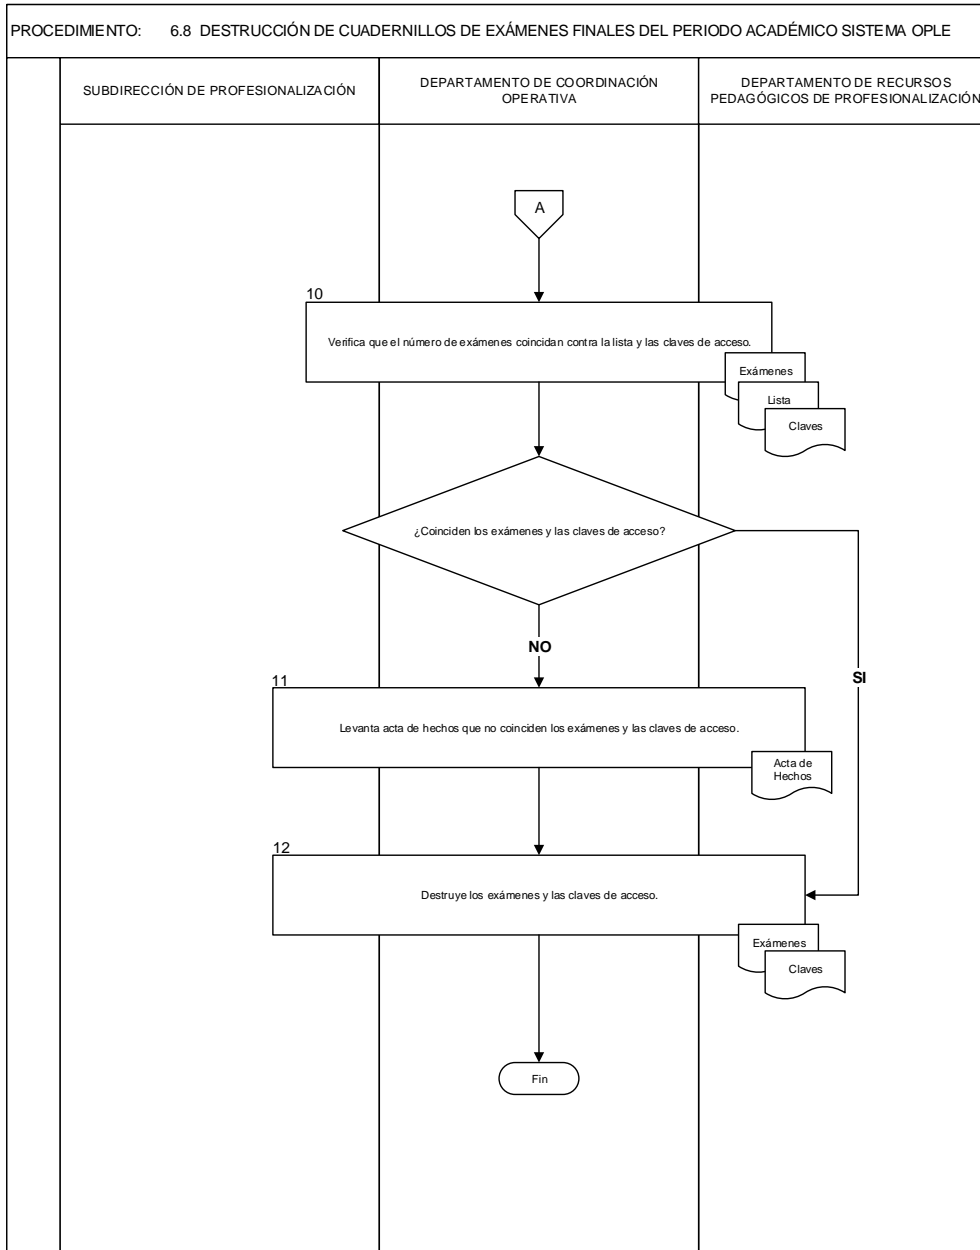 PROCEDIMIENTO: 6.8 DESTRUCCIÓN DE CUADERNILLOS DE EXÁMENES FINALES DEL PERIODO ACADÉMICO SISTEMA OPLE
SUBDIRECCIÓN DE PROFESIONALIZACIÓN
DEPARTAMENTO DE COORDINACIÓN
OPERATIVA
DEPARTAMENTO DE RECURSOS
PEDAGÓGICOS DE PROFESIONALIZACIÓN
A
10
Verifica que el número de exámenes coincidan contra la lista y las claves de acceso.
Exámenes
Lista
Claves
¿Coinciden los exámenes y las claves de acceso?
NO
SI
11
Levanta acta de hechos que no coinciden los exámenes y las claves de acceso.
Acta de
Hechos
12
Destruye los exámenes y las claves de acceso.
Exámenes
Claves
Fin